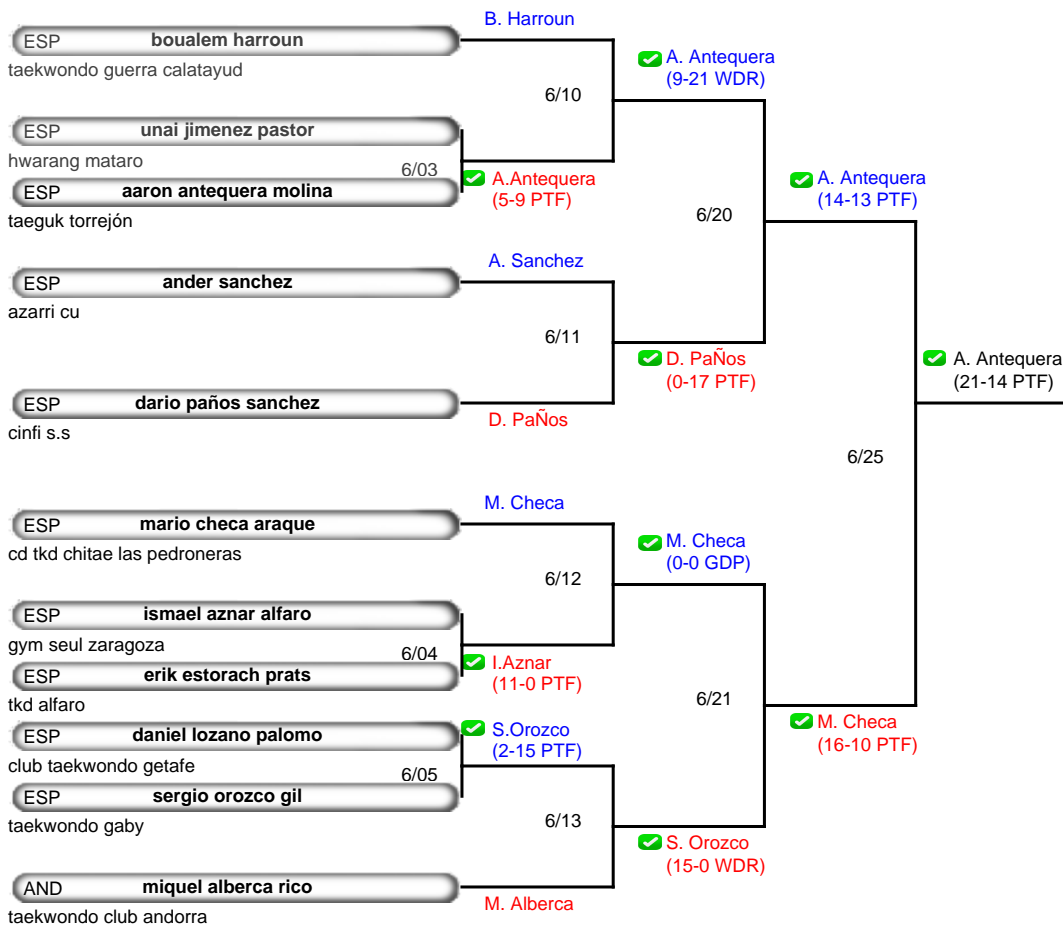 B. Harroun
ESP boualem harroun
taekwondo guerra calatayud
A. Antequera
(9-21 WDR)
6/10
ESP unai jimenez pastor
hwarang mataro
6/03
A.Antequera
(5-9 PTF)
ESP aaron antequera molina
taeguk torrejón
A. Antequera
(14-13 PTF)
6/20
A. Sanchez
ESP ander sanchez
azarri cu
6/11
D. PaÑos
(0-17 PTF)
A. Antequera
(21-14 PTF)
ESP dario paños sanchez
D. PaÑos
cinfi s.s
6/25
M. Checa
ESP mario checa araque
cd tkd chitae las pedroneras
M. Checa
(0-0 GDP)
6/12
ESP ismael aznar alfaro
gym seul zaragoza
6/04
I.Aznar
(11-0 PTF)
ESP erik estorach prats
tkd alfaro
6/21
M. Checa
(16-10 PTF)
ESP daniel lozano palomo
S.Orozco
(2-15 PTF)
club taekwondo getafe
6/05
ESP sergio orozco gil
taekwondo gaby
6/13
S. Orozco
(15-0 WDR)
AND miquel alberca rico
M. Alberca
taekwondo club andorra